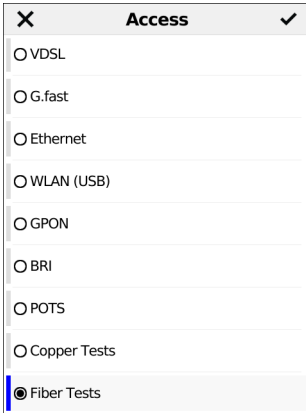 Access
VDSL
G.fast
Ethernet
WLAN (USB)
GPON
BRI
POTS
Copper Tests
Fiber Tests